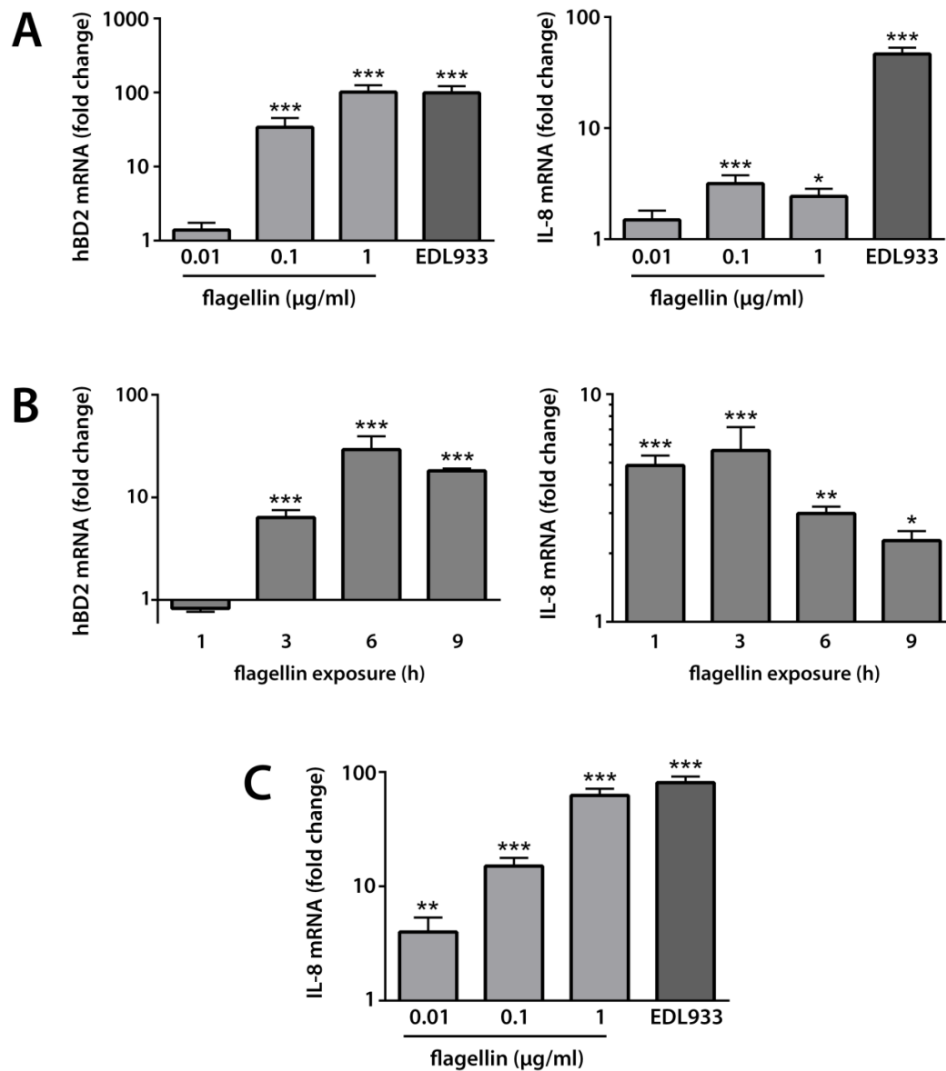 A
hBD2 mRNA (fold change)
1000
100
10
1
***
***
***
0.01 0.1 1 EDL933
flagellin (µg/ml)
IL-8 mRNA (fold change)
100
10
1
***
*
***
0.01 0.1 1 EDL933
flagellin (µg/ml)
B
hBD2 mRNA (fold change)
100
10
1
***
***
***
1 3 6 9
flagellin exposure (h)
IL-8 mRNA (fold change)
10
1
***
***
**
*
1 3 6 9
flagellin exposure (h)
C
IL-8 mRNA (fold change)
100
10
1
**
***
***
***
0.01 0.1 1 EDL933
flagellin (µg/ml)